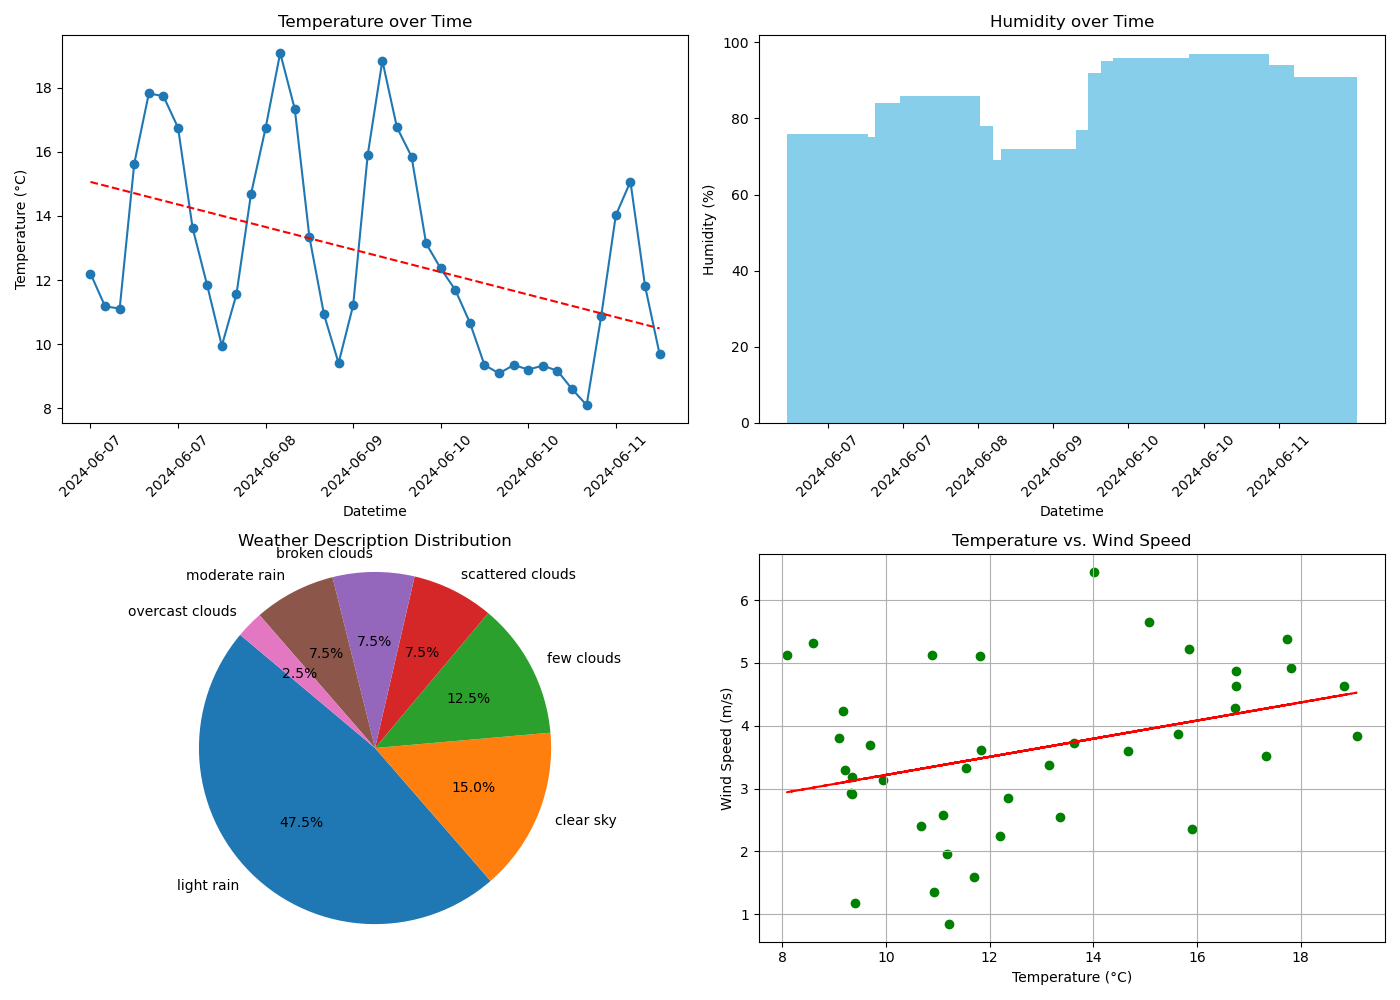 Temperature over Time
Temperature (°C)
18
16
14
12
10
8
2024-06-07
2024-06-07
2024-06-08
2024-06-09
2024-06-10
2024-06-10
2024-06-11
Datetime
Humidity over Time
Humidity (%)
100
80
60
40
20
0
2024-06-07
2024-06-07
2024-06-08
2024-06-09
2024-06-10
2024-06-10
2024-06-11
Datetime
Weather Description Distribution
broken clouds
moderate rain
scattered clouds
overcast clouds
few clouds
clear sky
light rain
7.5%
7.5%
7.5%
2.5%
12.5%
15.0%
47.5%
Temperature vs. Wind Speed
Wind Speed (m/s)
6
5
4
3
2
1
8
10
12
14
16
18
Temperature (°C)